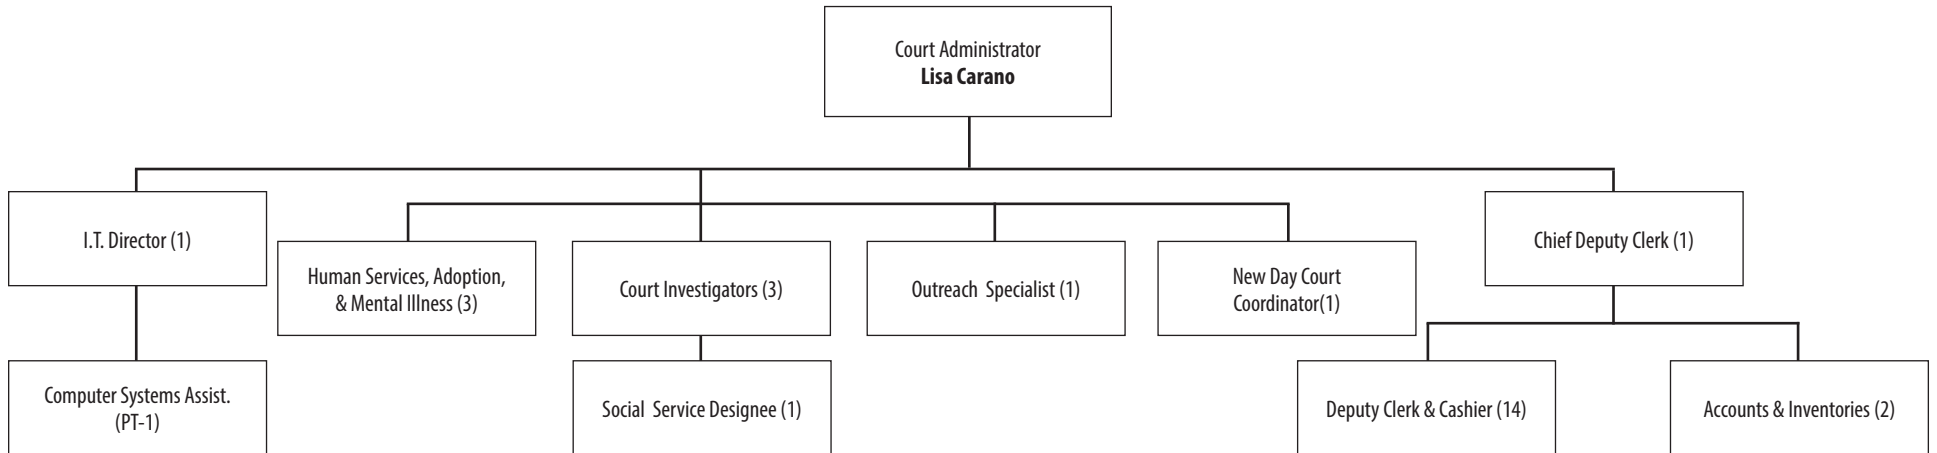 Court Administrator
Lisa Carano
I.T. Director (1)
Human Services, Adoption,
& Mental Illness (3)
Court Investigators (3)
Outreach Specialist (1)
New Day Court
Coordinator(1)
Chief Deputy Clerk (1)
Computer Systems Assist.
(PT-1)
Social Service Designee (1)
Deputy Clerk & Cashier (14)
Accounts & Inventories (2)